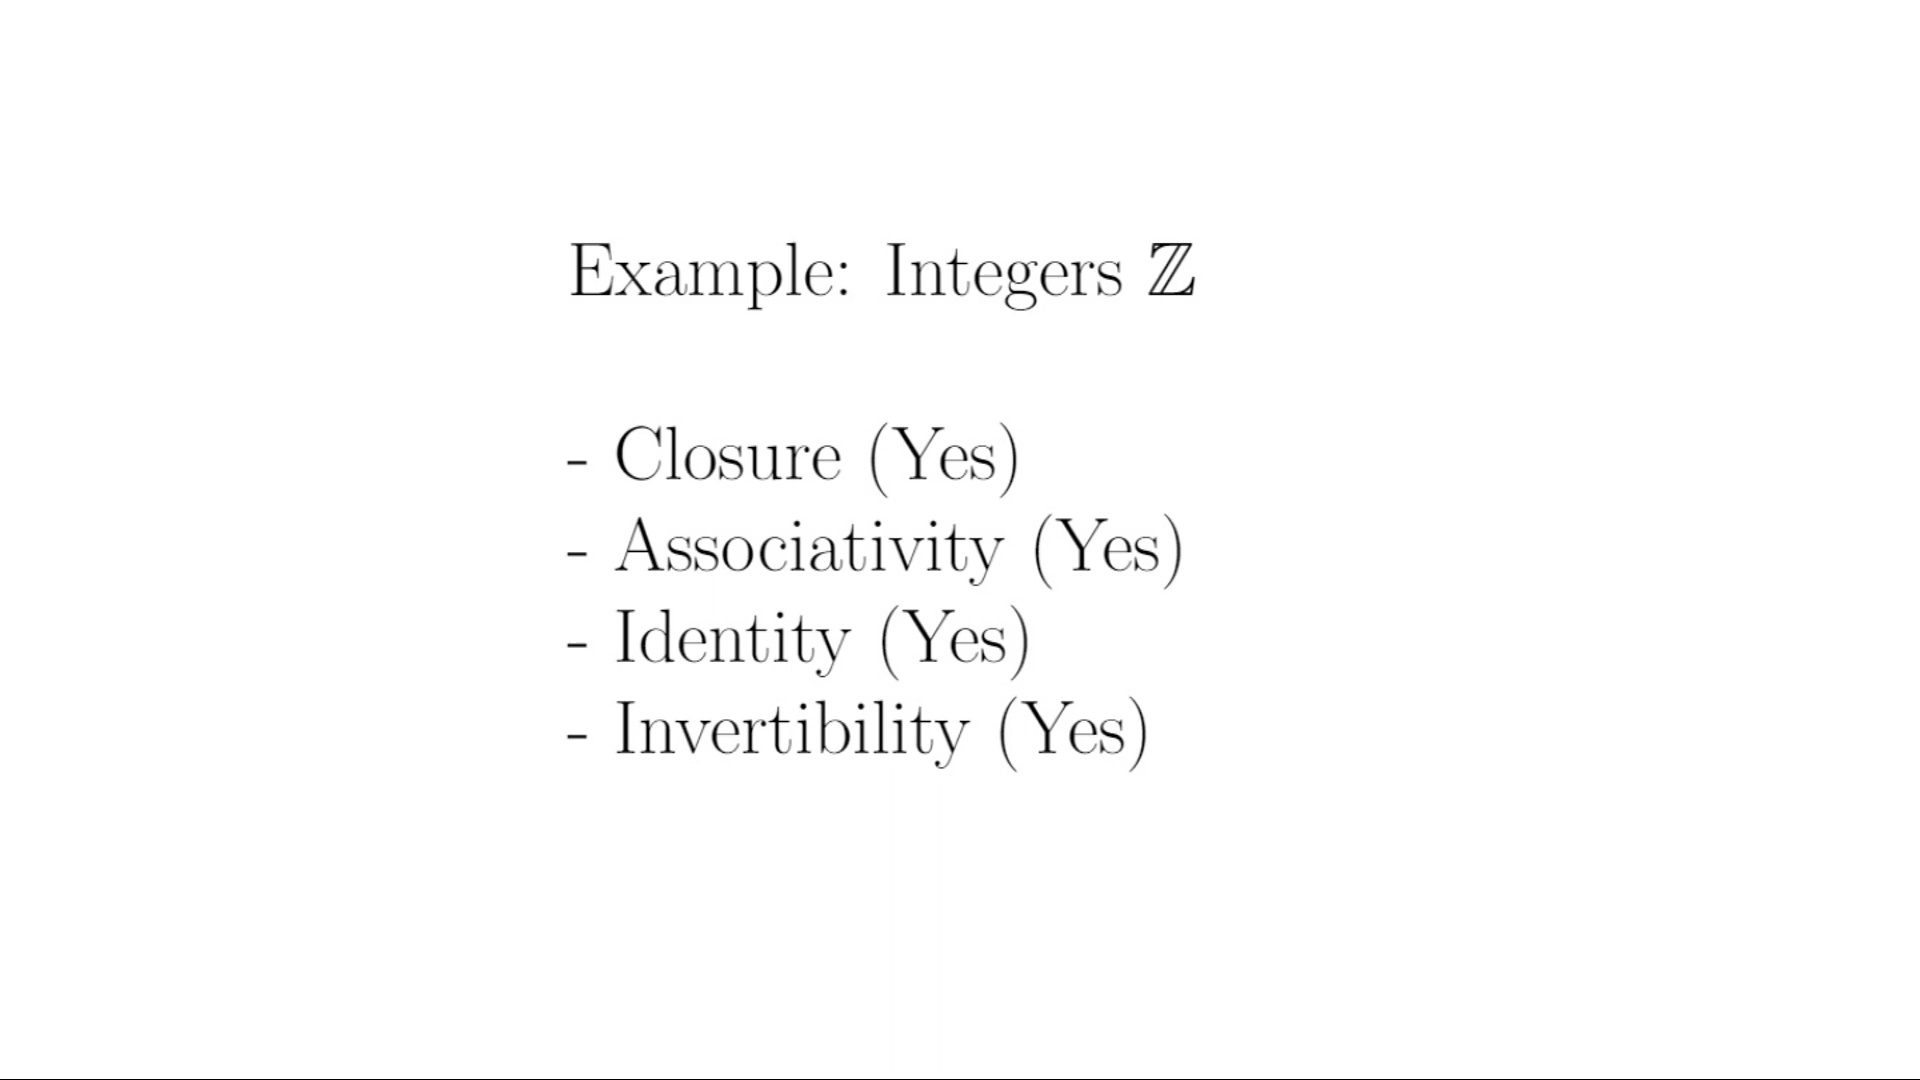 Example: Integers ℤ
- Closure (Yes)
- Associativity (Yes)
- Identity (Yes)
- Invertibility (Yes)